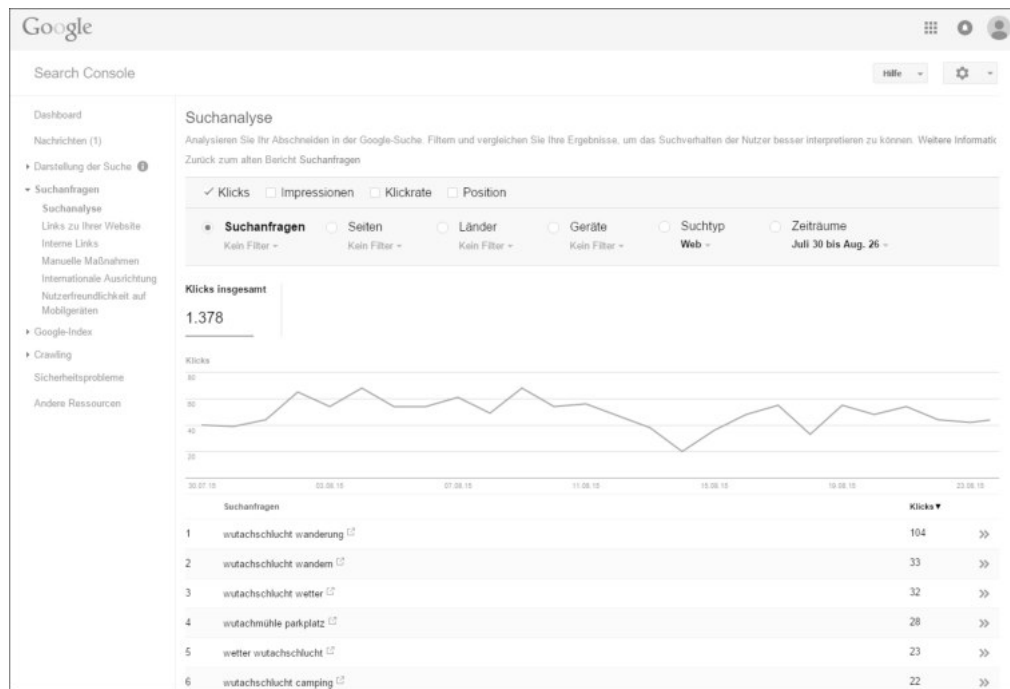 Google
Search Console
Hilfe
Dashboard
Nachrichten (1)
Darstellung der Suche
Suchanfragen
Suchanalyse
Links zu Ihrer Website
Interne Links
Manuelle Maßnahmen
Internationale Ausrichtung
Nutzerfreundlichkeit auf
Mobilgeräten
Google-Index
Crawling
Sicherheitsprobleme
Andere Ressourcen
Suchanalyse
Analysieren Sie Ihr Abschneiden in der Google-Suche. Filtern und vergleichen Sie Ihre Ergebnisse, um das Suchverhalten der Nutzer besser interpretieren zu können. Weitere Informatic
Zurück zum alten Bericht Suchanfragen
Klicks Impressionen Klickrate Position
Suchanfragen Seiten Länder Geräte Suchtyp Zeiträume
Kein Filter Kein Filter Kein Filter Kein Filter Web Juli 30 bis Aug. 26
Klicks insgesamt
1.378
Klicks
40
20
30.07.15 03.08.15 07.08.15 11.08.15 15.08.15 19.08.15 23.08.15
Suchanfragen Klicks▼
1 wutachschlucht wanderung 104 »
2 wutachschlucht wandern 33 »
3 wutachschlucht wetter 32 »
4 wutachmühle parkplatz 28 »
5 wetter wutachschlucht 23 »
6 wutachschlucht camping 22 »